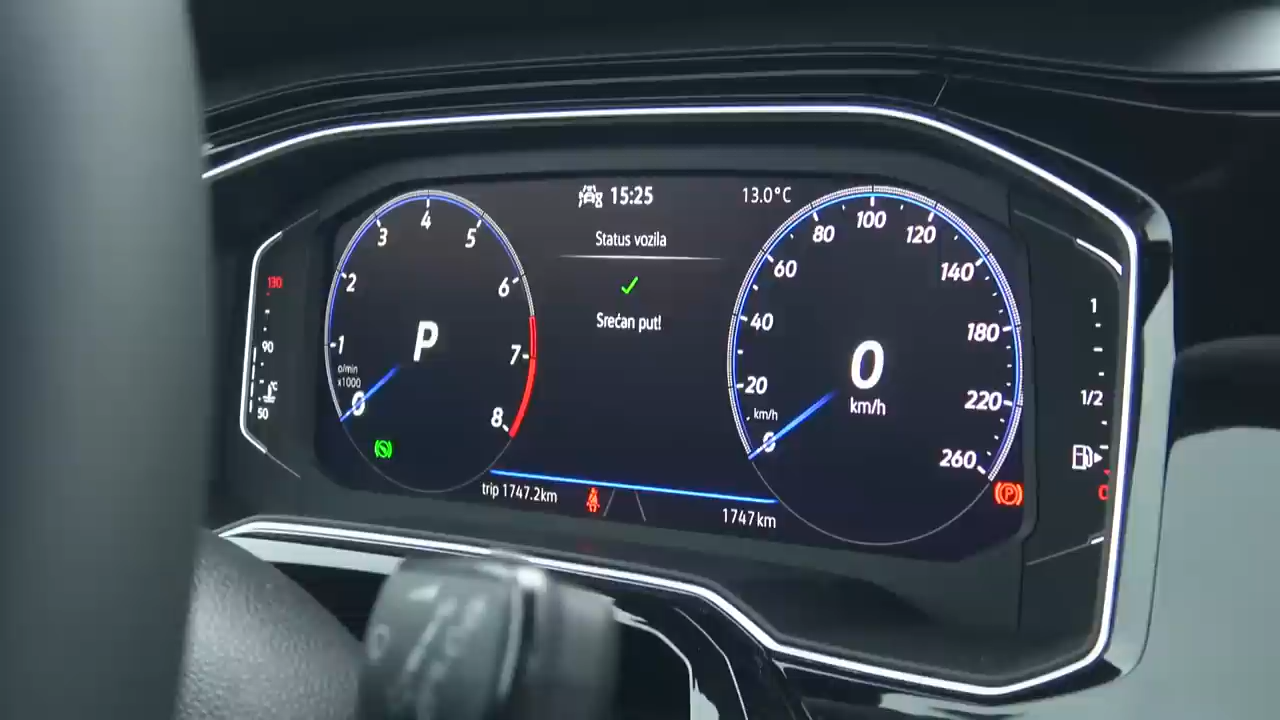 15:25
13.0°C
Status vozila
Srećan put!
130
90
°C
50
0
1
2
3
4
5
6
7
8
o/min
x1000
P
0
20
40
60
80
100
120
140
180
220
260
km/h
0
km/h
1
1/2
0
(P)
trip 1747.2km
1747 km